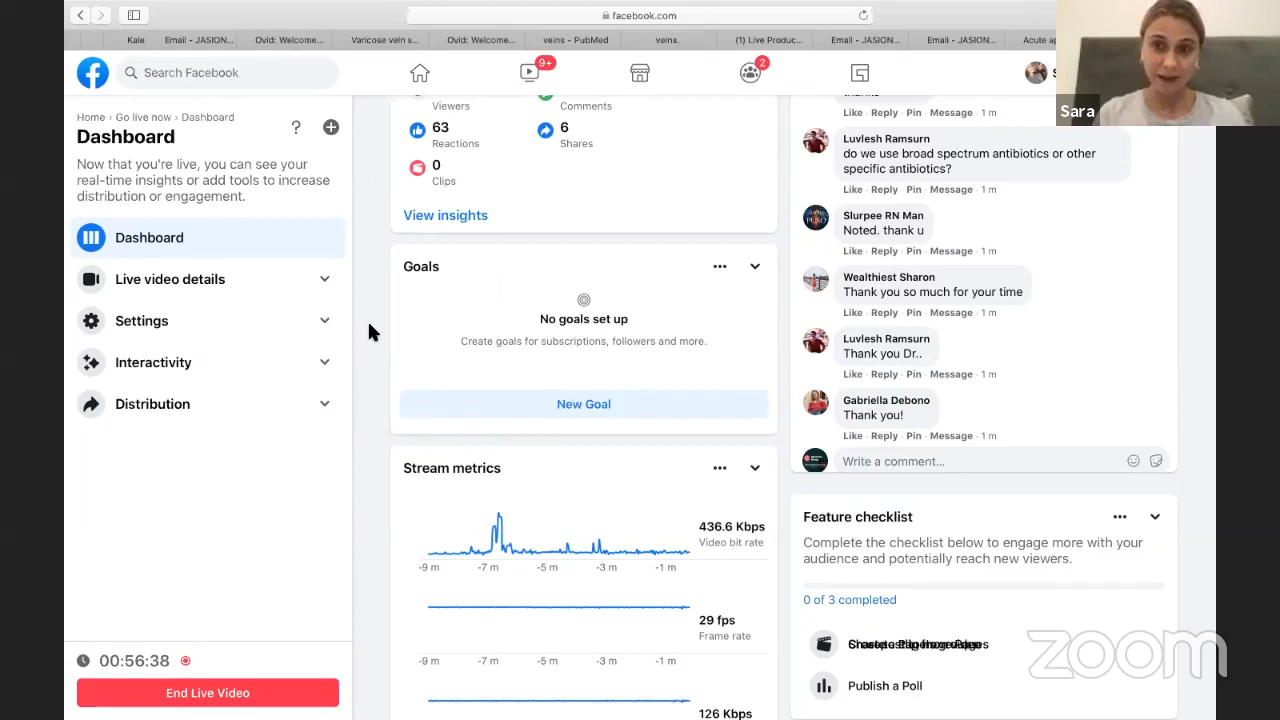 facebook.com
Kale
Email - JASION...
Ovid: Welcome...
Varicose vein s...
Ovid: Welcome...
veins - PubMed
veins.
(1) Live Produc...
Email - JASION...
Email - JASION...
Acute ap
Search Facebook
9+
2
S
Sara
Home › Go live now › Dashboard
Dashboard
Now that you're live, you can see your
real-time insights or add tools to increase
distribution or engagement.
Dashboard
Live video details
Settings
Interactivity
Distribution
00:56:38
End Live Video
Viewers
Comments
63
Reactions
6
Shares
0
Clips
View insights
Goals
No goals set up
Create goals for subscriptions, followers and more.
New Goal
Stream metrics
436.6 Kbps
Video bit rate
-9 m -7 m -5 m -3 m -1 m
29 fps
Frame rate
-9 m -7 m -5 m -3 m -1 m
126 Kbps
Like · Reply · Pin · Message · 1 m
Luvlesh Ramsurn
do we use broad spectrum antibiotics or other
specific antibiotics?
Like · Reply · Pin · Message · 1 m
Slurpee RN Man
Noted. thank u
Like · Reply · Pin · Message · 1 m
Wealthiest Sharon
Thank you so much for your time
Like · Reply · Pin · Message · 1 m
Luvlesh Ramsurn
Thank you Dr..
Like · Reply · Pin · Message · 1 m
Gabriella Debono
Thank you!
Like · Reply · Pin · Message · 1 m
Write a comment...
Feature checklist
Complete the checklist below to engage more with your
audience and potentially reach new viewers.
0 of 3 completed
Publish a Poll
zoom